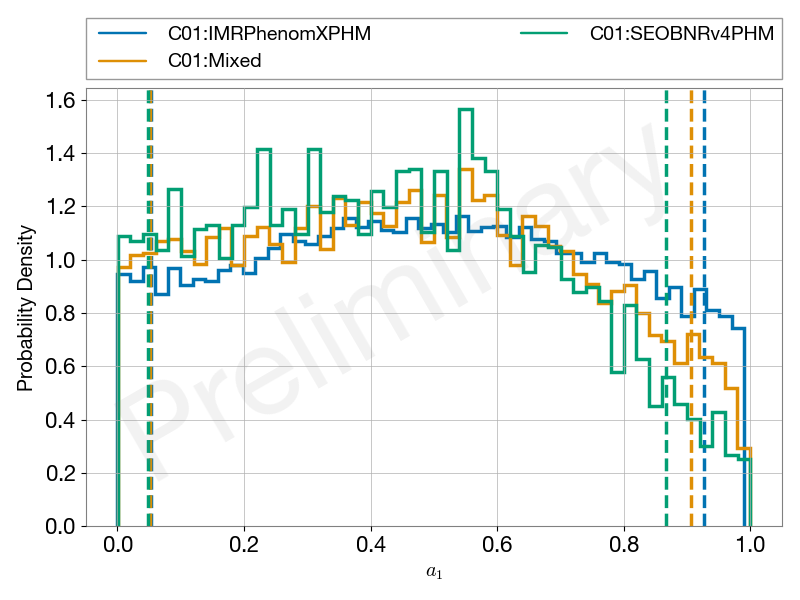 C01:IMRPhenomXPHM
C01:Mixed
C01:SEOBNRv4PHM
1.6
1.4
1.2
1.0
0.8
0.6
0.4
0.2
0.0
Probability Density
Preliminary
0.0 0.2 0.4 0.6 0.8 1.0
a₁